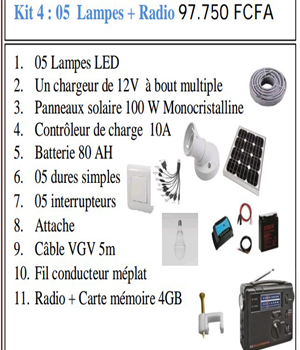 Kit 4 : 05 Lampes + Radio 97.750 FCFA
1. 05 Lampes LED
2. Un chargeur de 12V à bout multiple
3. Panneaux solaire 100 W Monocristalline
4. Contrôleur de charge 10A
5. Batterie 80 AH
6. 06 dures simples
7. 05 interrupteurs
8. Attache
9. Câble VGV 5m
10. Fil conducteur méplat
11. Radio + Carte mémoire 4GB